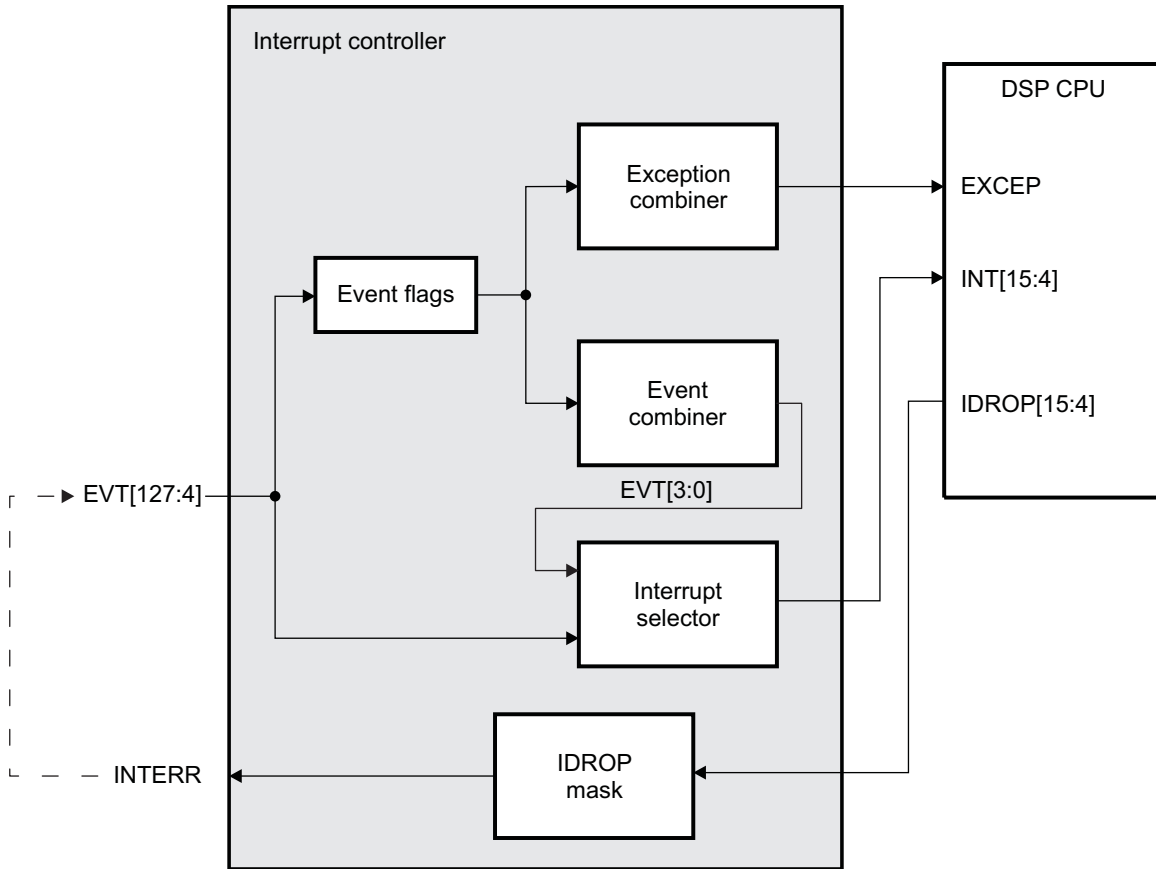 Interrupt controller
DSP CPU
Exception
combiner
EXCEP
Event flags
INT[15:4]
Event
combiner
IDROP[15:4]
EVT[127:4]
EVT[3:0]
Interrupt
selector
INTERR
IDROP
mask